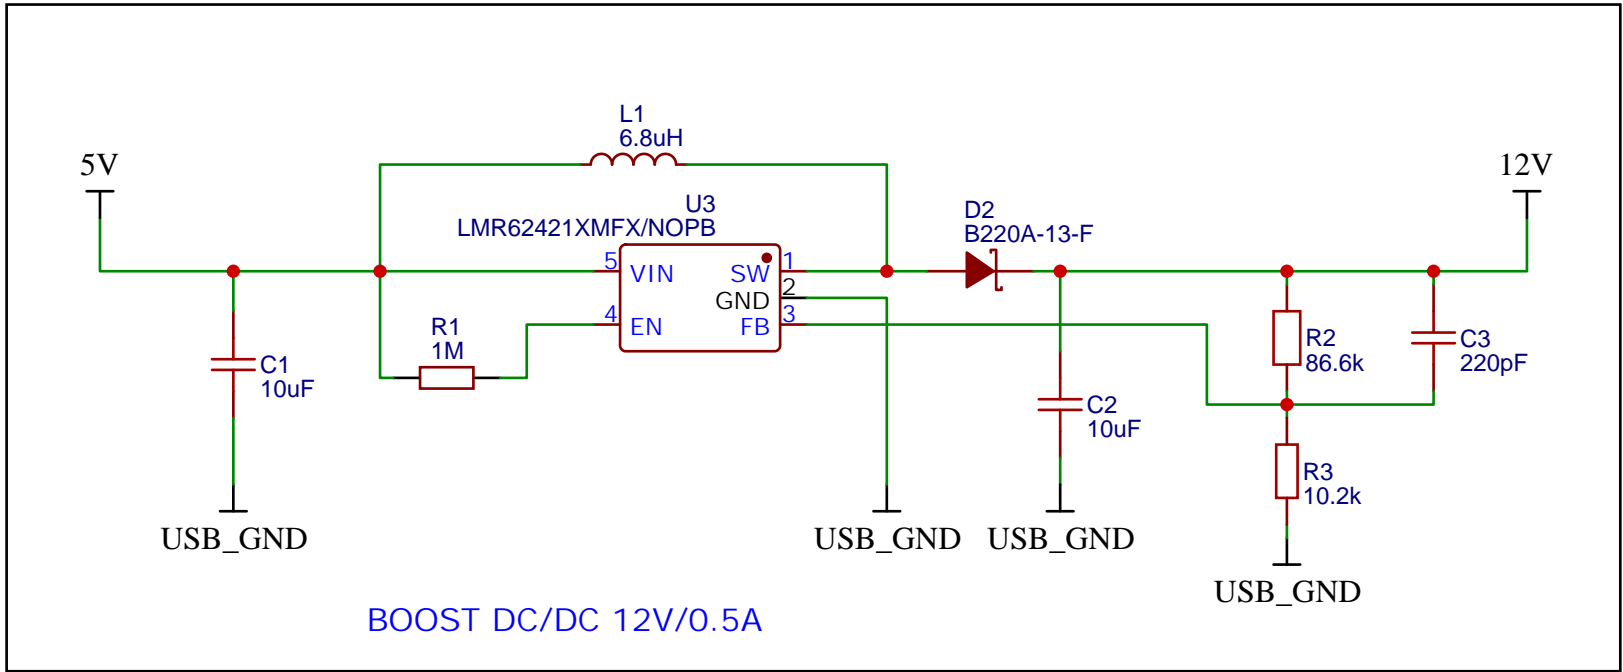 L1
6.8uH
5V
12V
U3
LMR62421XMFX/NOPB
D2
B220A-13-F
5
VIN
SW
1
GND
2
4
EN
FB
3
R1
1M
C1
10uF
R2
86.6k
C3
220pF
C2
10uF
R3
10.2k
USB_GND
USB_GND
USB_GND
USB_GND
BOOST DC/DC 12V/0.5A